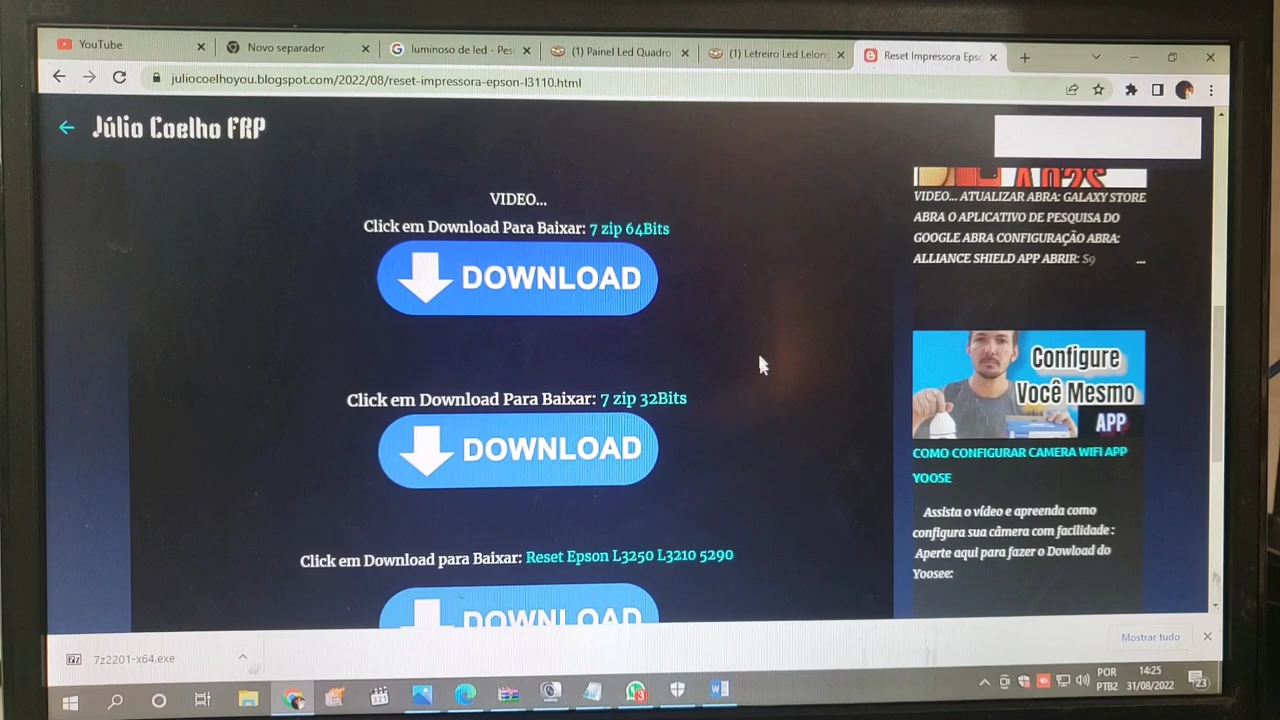 YouTube
Novo separador
luminoso de led - Pes
(1) Painel Led Quadro
(1) Letreiro Led Lelong
Reset Impressora Epso
juliocoelhoyou.blogspot.com/2022/08/reset-impressora-epson-l3110.html
Júlio Coelho FRP
VIDEO...
Click em Download Para Baixar: 7 zip 64Bits
DOWNLOAD
Click em Download Para Baixar: 7 zip 32Bits
DOWNLOAD
Click em Download para Baixar: Reset Epson L3250 L3210 5290
DOWNLOAD
VIDEO... ATUALIZAR ABRA: GALAXY STORE
ABRA O APLICATIVO DE PESQUISA DO
GOOGLE ABRA CONFIGURAÇÃO ABRA:
ALLIANCE SHIELD APP ABRIR: S9 ...
Configure
Você Mesmo
APP
COMO CONFIGURAR CAMERA WIFI APP
YOOSE
Assista o vídeo e apreenda como
configura sua câmera com facilidade :
Aperte aqui para fazer o Dowload do
Yoosee:
7z2201-x64.exe
Mostrar tudo
POR
PTB2
14:25
31/08/2022
23